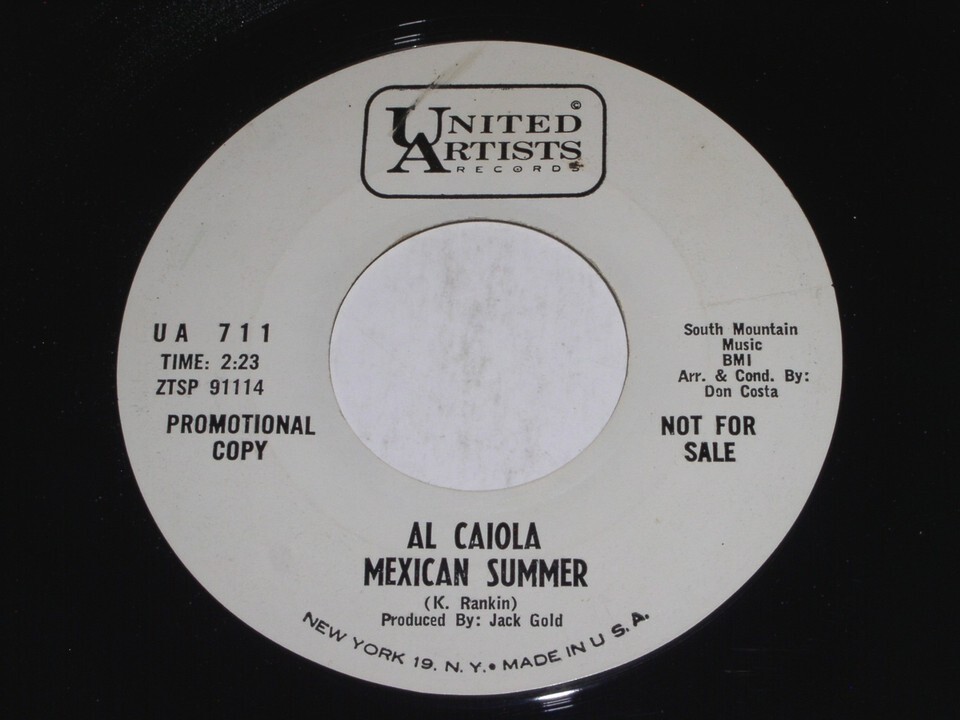 ©
UNITED
ARTISTS
RECORDS
UA 711
TIME: 2:23
ZTSP 91114
PROMOTIONAL
COPY
South Mountain
Music
BMI
Arr. & Cond. By:
Don Costa
NOT FOR
SALE
AL CAIOLA
MEXICAN SUMMER
(K. Rankin)
Produced By: Jack Gold
NEW YORK 19, N. Y. • MADE IN U S. A.